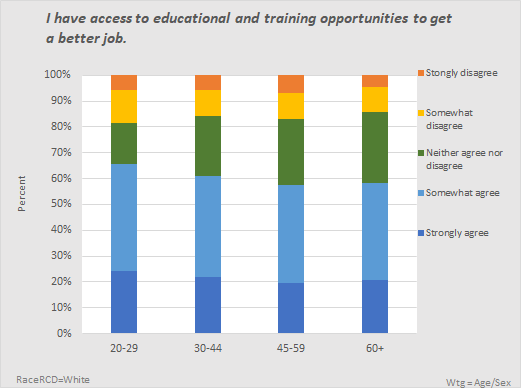 I have access to educational and training opportunities to get
a better job.
100%
90%
80%
70%
60%
50%
40%
30%
20%
10%
0%
Percent
20-29
30-44
45-59
60+
Stongly disagree
Somewhat
disagree
Neither agree nor
disagree
Somewhat agree
Strongly agree
RaceRCD=White
Wtg = Age/Sex